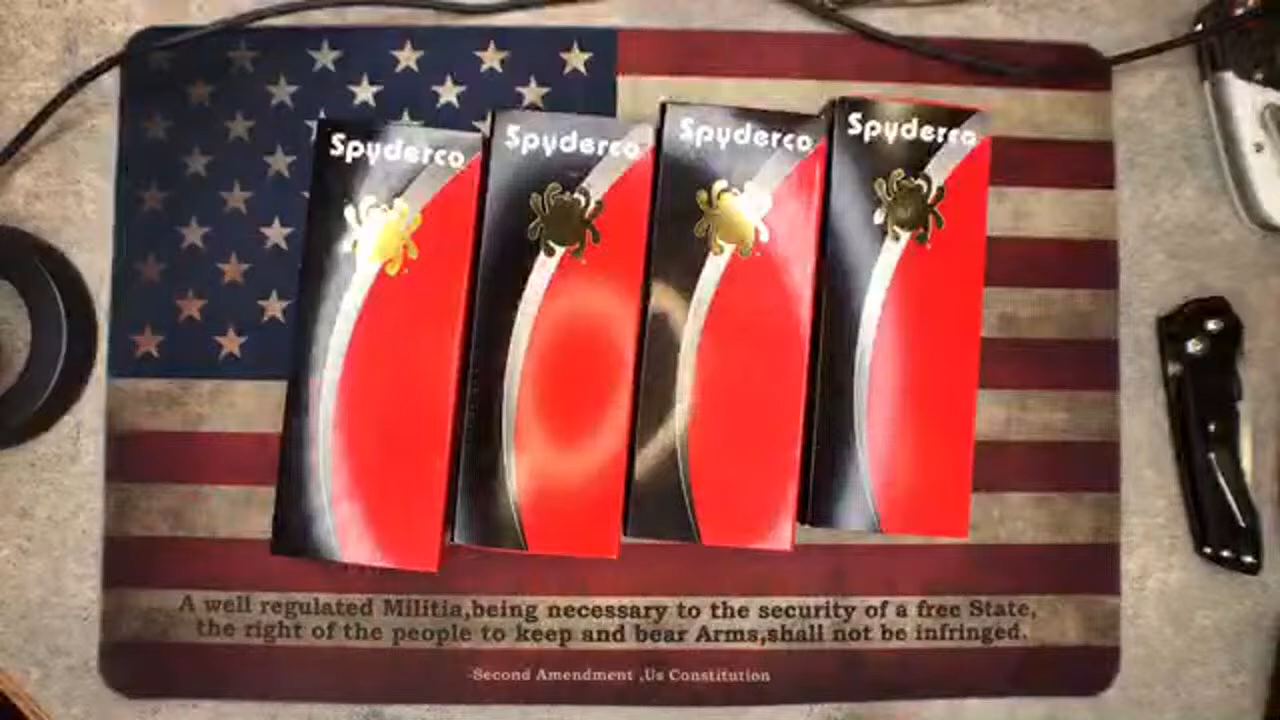 Spyderco
Spyderco
Spyderco
Spyderco
A well regulated Militia,being necessary to the security of a free State,
the right of the people to keep and bear Arms,shall not be infringed.
-Second Amendment ,Us Constitution